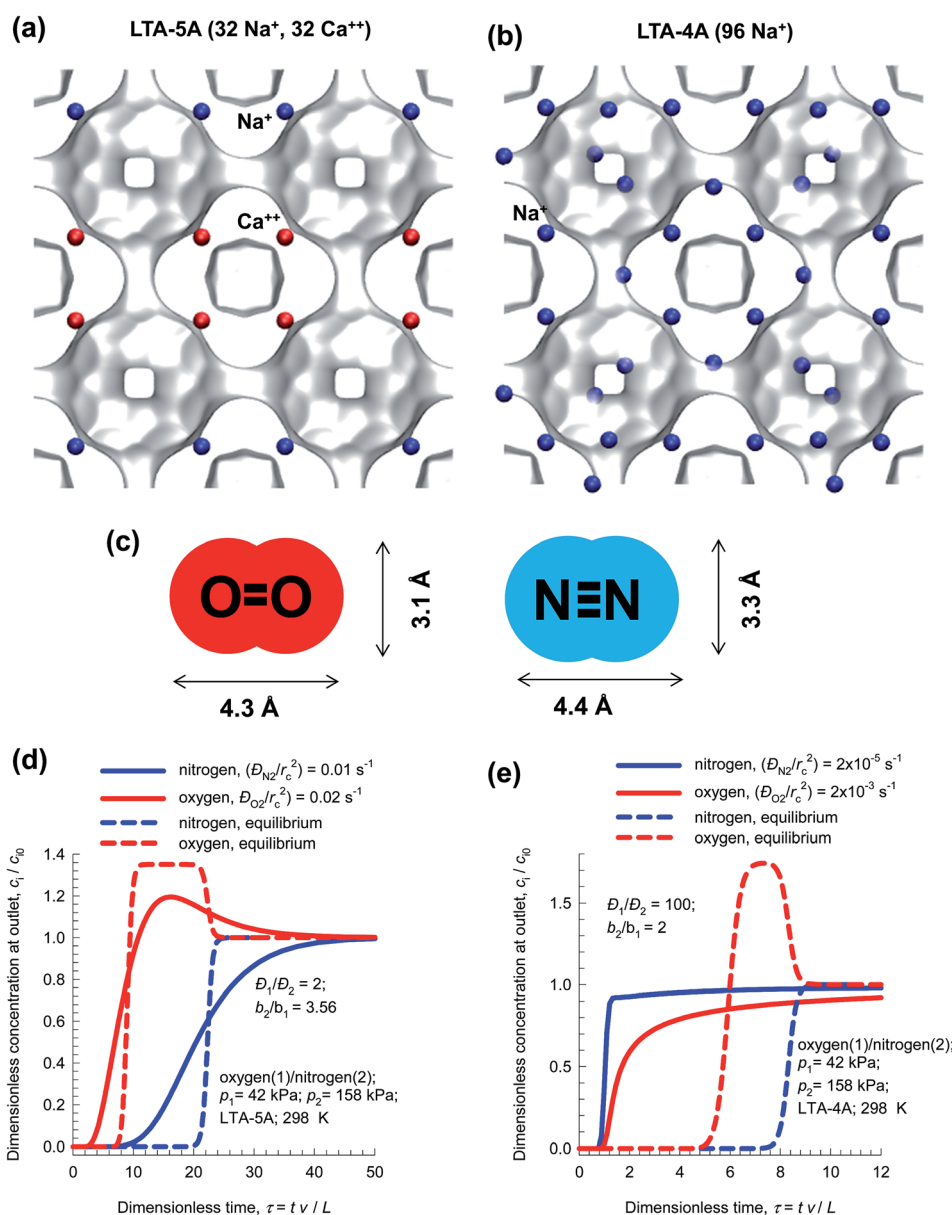 (a)
LTA-5A (32 Na⁺, 32 Ca⁺⁺)
Na⁺
Ca⁺⁺
(b)
LTA-4A (96 Na⁺)
Na⁺
(c)
O=O
3.1 Å
4.3 Å
N≡N
3.3 Å
4.4 Å
(d)
nitrogen, (Đ_N2/r_c²) = 0.01 s⁻¹
oxygen, (Đ_O2/r_c²) = 0.02 s⁻¹
nitrogen, equilibrium
oxygen, equilibrium
Dimensionless concentration at outlet, c_i / c_i0
1.4
1.2
1.0
0.8
0.6
0.4
0.2
0.0
Đ₁/Đ₂ = 2;
b₂/b₁ = 3.56
oxygen(1)/nitrogen(2);
p₁= 42 kPa; p₂= 158 kPa;
LTA-5A; 298 K
0 10 20 30 40 50
Dimensionless time, τ = t v / L
(e)
nitrogen, (Đ_N2/r_c²) = 2x10⁻⁵ s⁻¹
oxygen, (Đ_O2/r_c²) = 2x10⁻³ s⁻¹
nitrogen, equilibrium
oxygen, equilibrium
Dimensionless concentration at outlet, c_i / c_i0
1.5
1.0
0.5
0.0
Đ₁/Đ₂ = 100;
b₂/b₁ = 2
oxygen(1)/nitrogen(2);
p₁= 42 kPa;
p₂= 158 kPa;
LTA-4A; 298 K
0 2 4 6 8 10 12
Dimensionless time, τ = t v / L